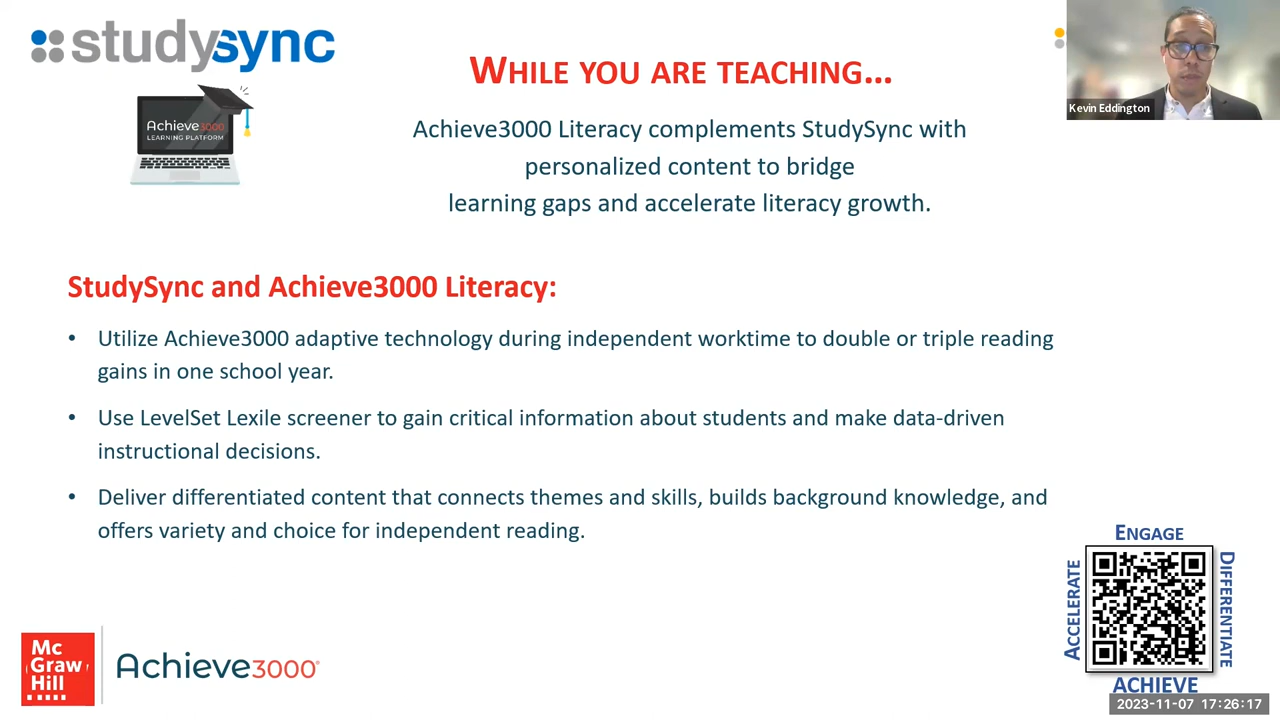 studysync
WHILE YOU ARE TEACHING...
Kevin Eddington
Achieve3000
LEARNING PLATFORM
Achieve3000 Literacy complements StudySync with
personalized content to bridge
learning gaps and accelerate literacy growth.
StudySync and Achieve3000 Literacy:
• Utilize Achieve3000 adaptive technology during independent worktime to double or triple reading
gains in one school year.
• Use LevelSet Lexile screener to gain critical information about students and make data-driven
instructional decisions.
• Deliver differentiated content that connects themes and skills, builds background knowledge, and
offers variety and choice for independent reading.
ENGAGE
ACCELERATE
DIFFERENTIATE
ACHIEVE
Mc
Graw
Hill
Achieve3000®
2023-11-07 17:26:17